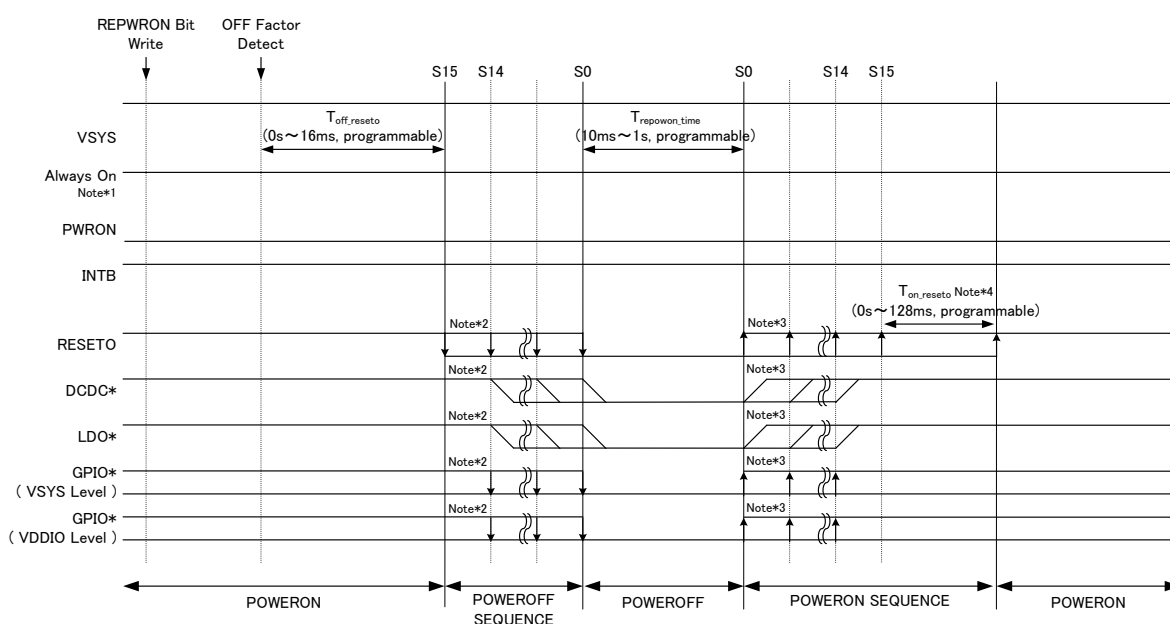 REPWRON Bit
Write
OFF Factor
Detect
S15
S14
S0
S0
S14
S15
Toff_reseto
(0s～16ms, programmable)
Trepowon_time
(10ms～1s, programmable)
VSYS
Always On
Note*1
PWRON
INTB
Ton_reseto Note*4
(0s～128ms, programmable)
RESETO
Note*2
Note*3
DCDC*
Note*2
Note*3
LDO*
Note*2
Note*3
GPIO*
( VSYS Level )
Note*2
Note*3
GPIO*
( VDDIO Level )
Note*2
Note*3
POWERON
POWEROFF
SEQUENCE
POWEROFF
POWERON SEQUENCE
POWERON